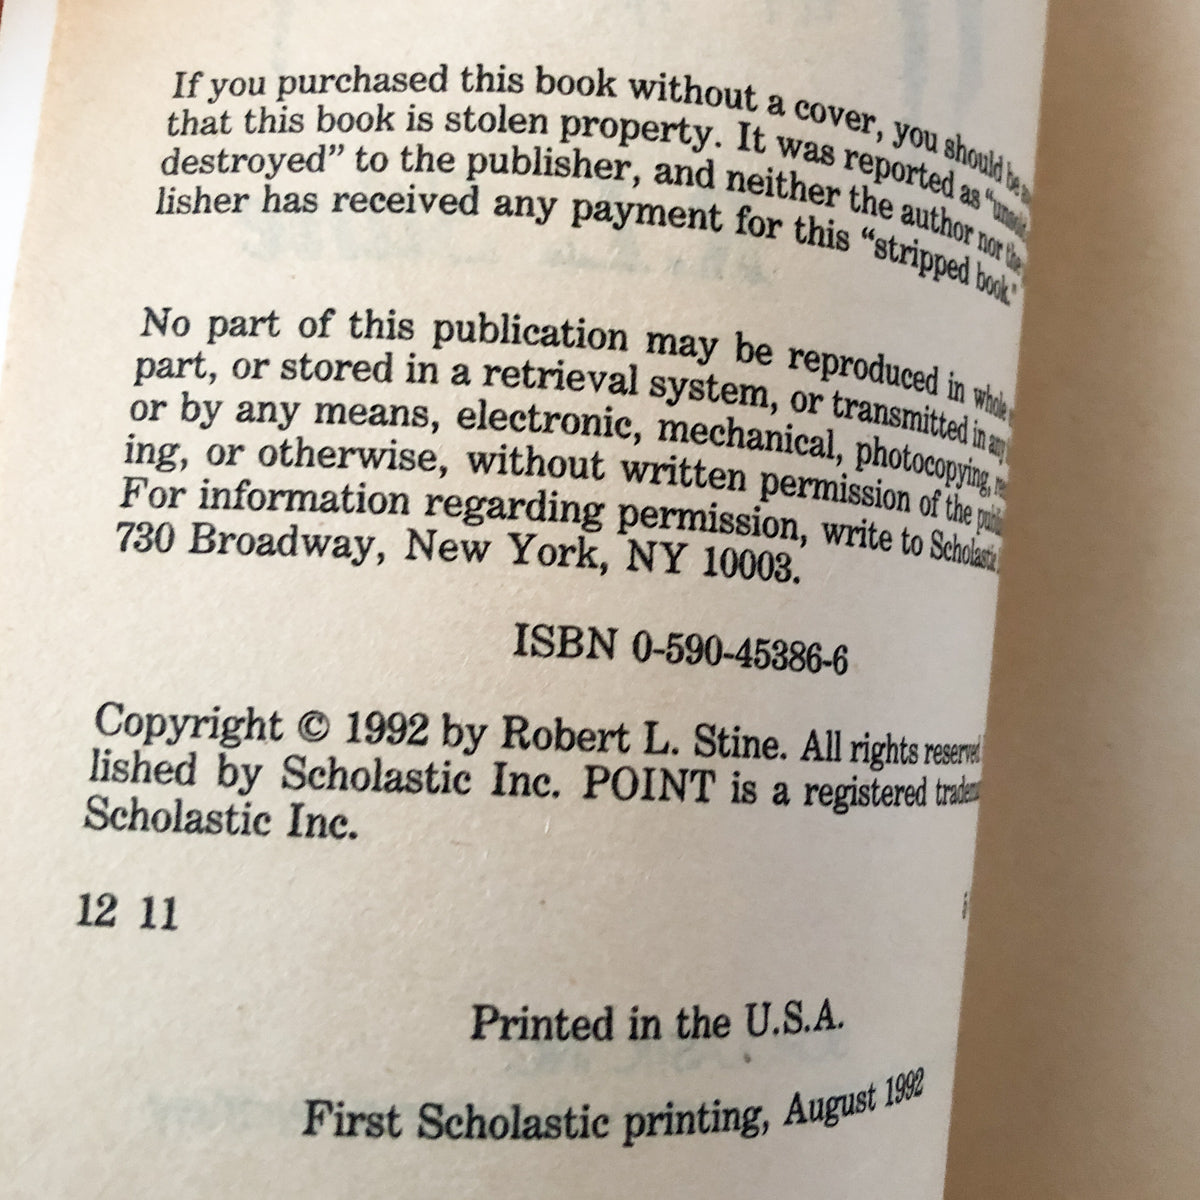 If you purchased this book without a cover, you should be
that this book is stolen property. It was reported as "unsold
destroyed" to the publisher, and neither the author nor the
lisher has received any payment for this "stripped book."
No part of this publication may be reproduced in whole
part, or stored in a retrieval system, or transmitted in any
or by any means, electronic, mechanical, photocopying,
ing, or otherwise, without written permission of the
For information regarding permission, write to Scholastic
730 Broadway, New York, NY 10003.
ISBN 0-590-45386-6
Copyright © 1992 by Robert L. Stine. All rights reserved
lished by Scholastic Inc. POINT is a registered
Scholastic Inc.
12 11
Printed in the U.S.A.
First Scholastic printing, August 1992